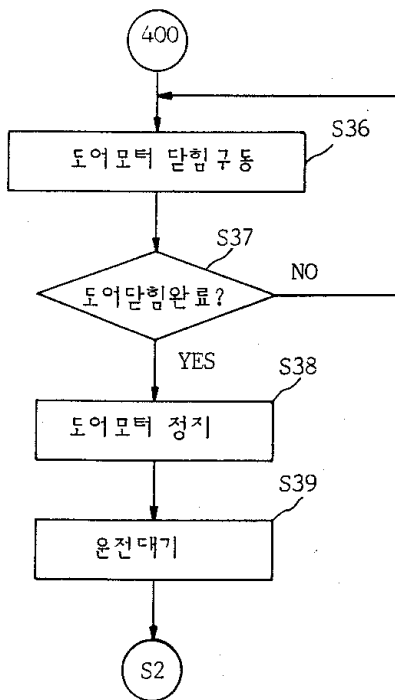 400
S36
도어모터 닫힘구동
S37
도어닫힘완료?
NO
YES
S38
도어모터 정지
S39
운전대기
S2